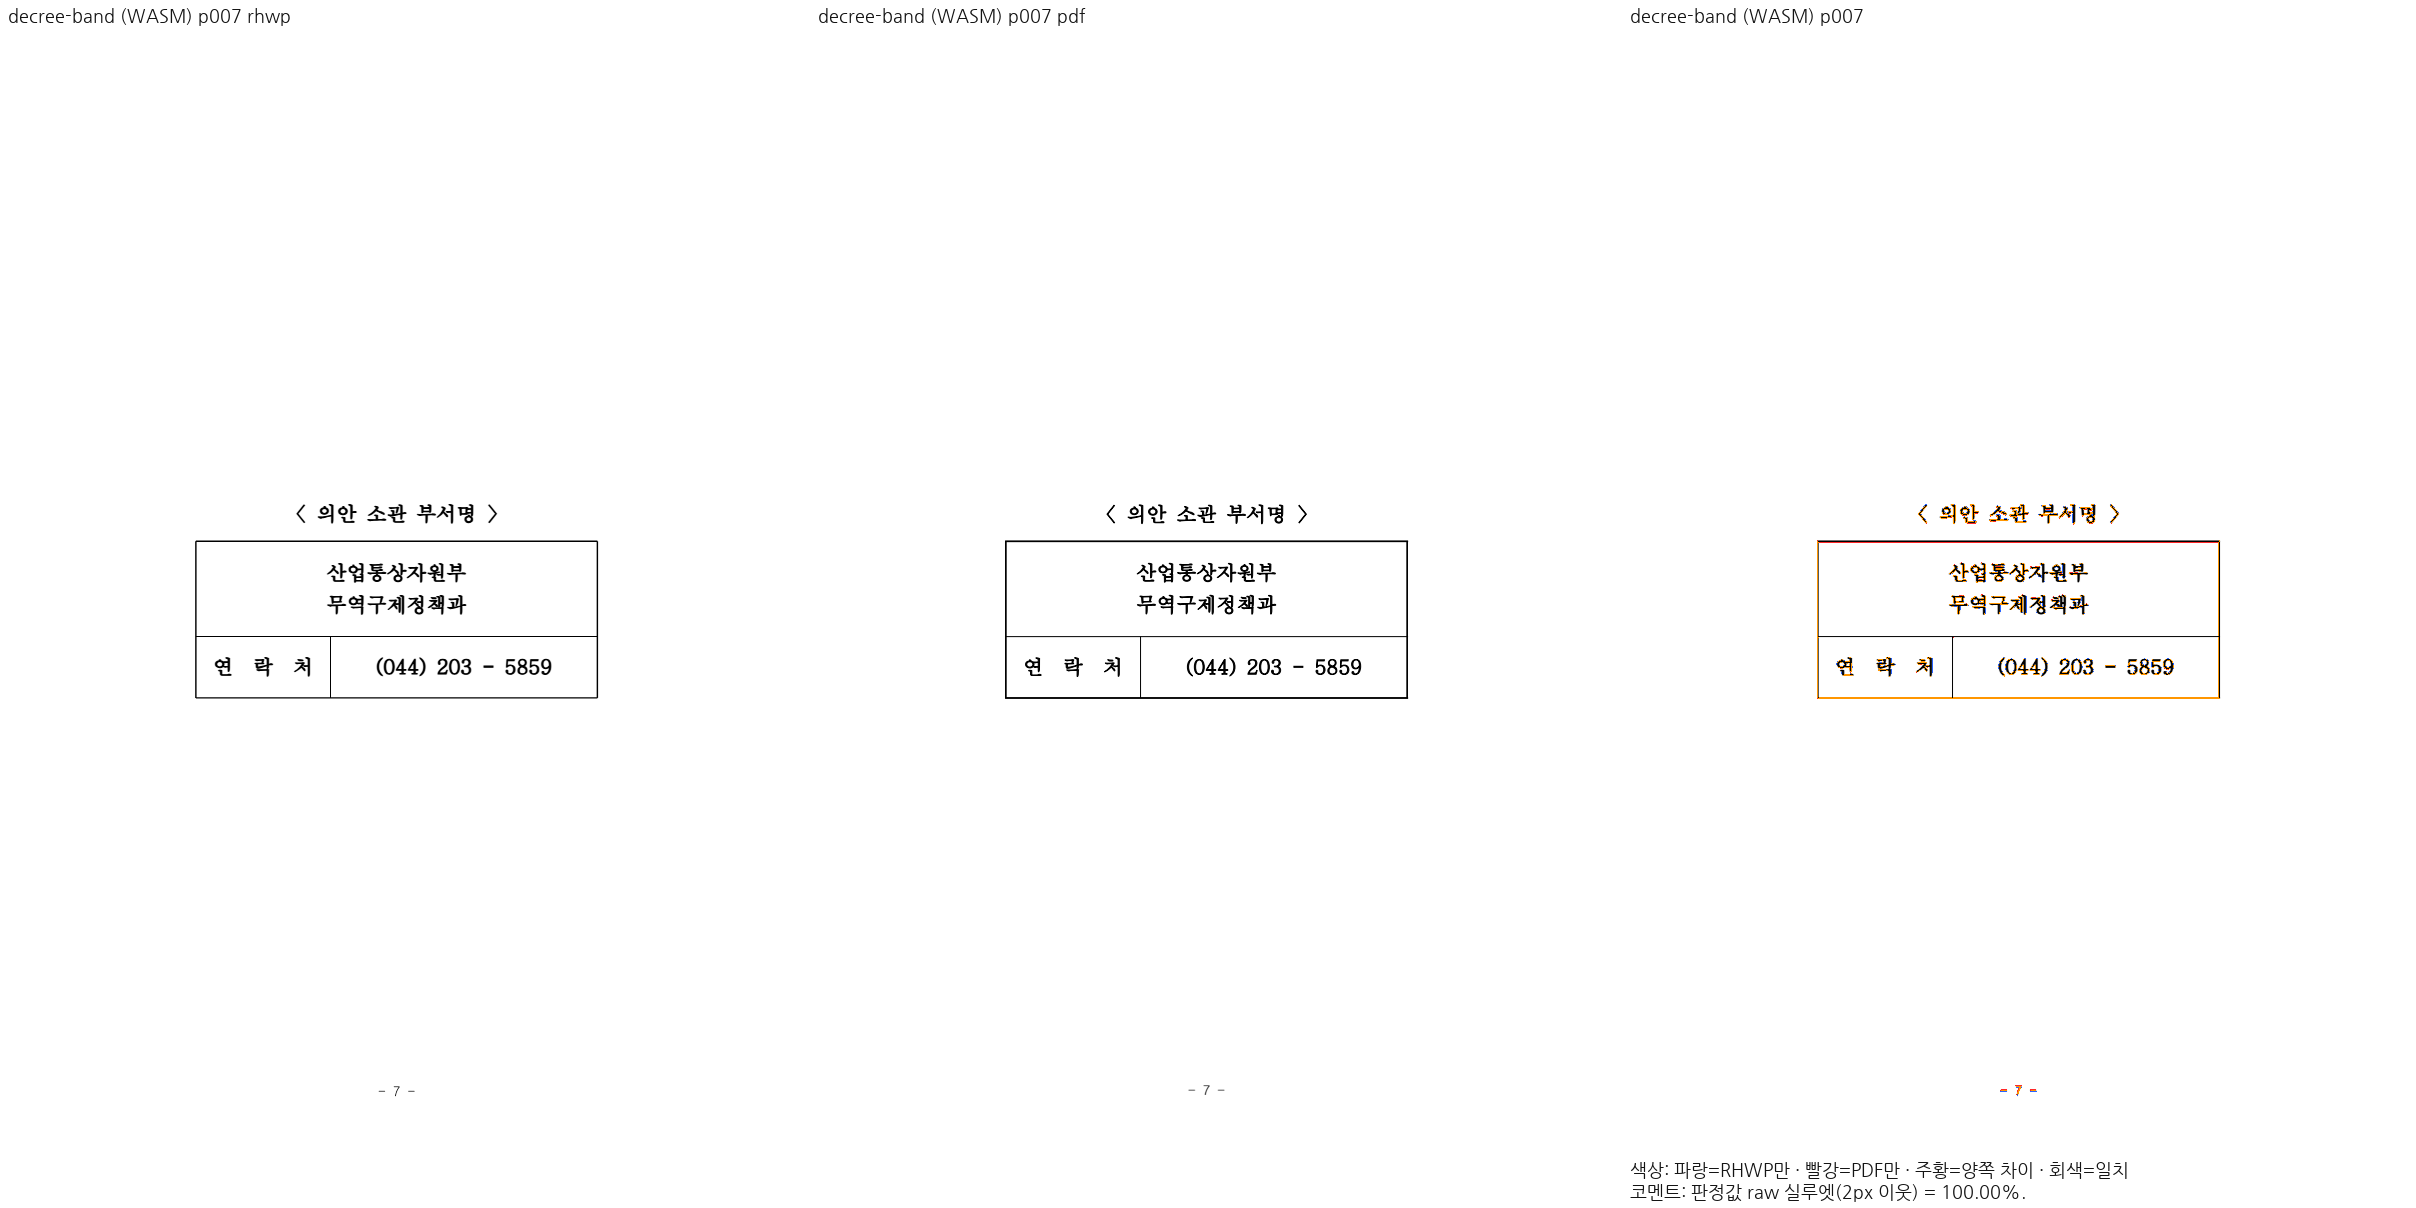 decree-band (WASM) p007 rhwp
〈 의안 소관 부서명 〉
산업통상자원부
무역구제정책과
연 락 처
(044) 203 - 5859
- 7 -
decree-band (WASM) p007 pdf
〈 의안 소관 부서명 〉
산업통상자원부
무역구제정책과
연 락 처
(044) 203 - 5859
- 7 -
decree-band (WASM) p007
〈 의안 소관 부서명 〉
산업통상자원부
무역구제정책과
연 락 처
(044) 203 - 5859
- 7 -
색상: 파랑=RHWP만 · 빨강=PDF만 · 주황=양쪽 차이 · 회색=일치
코멘트: 판정값 raw 실루엣(2px 이웃) = 100.00%.